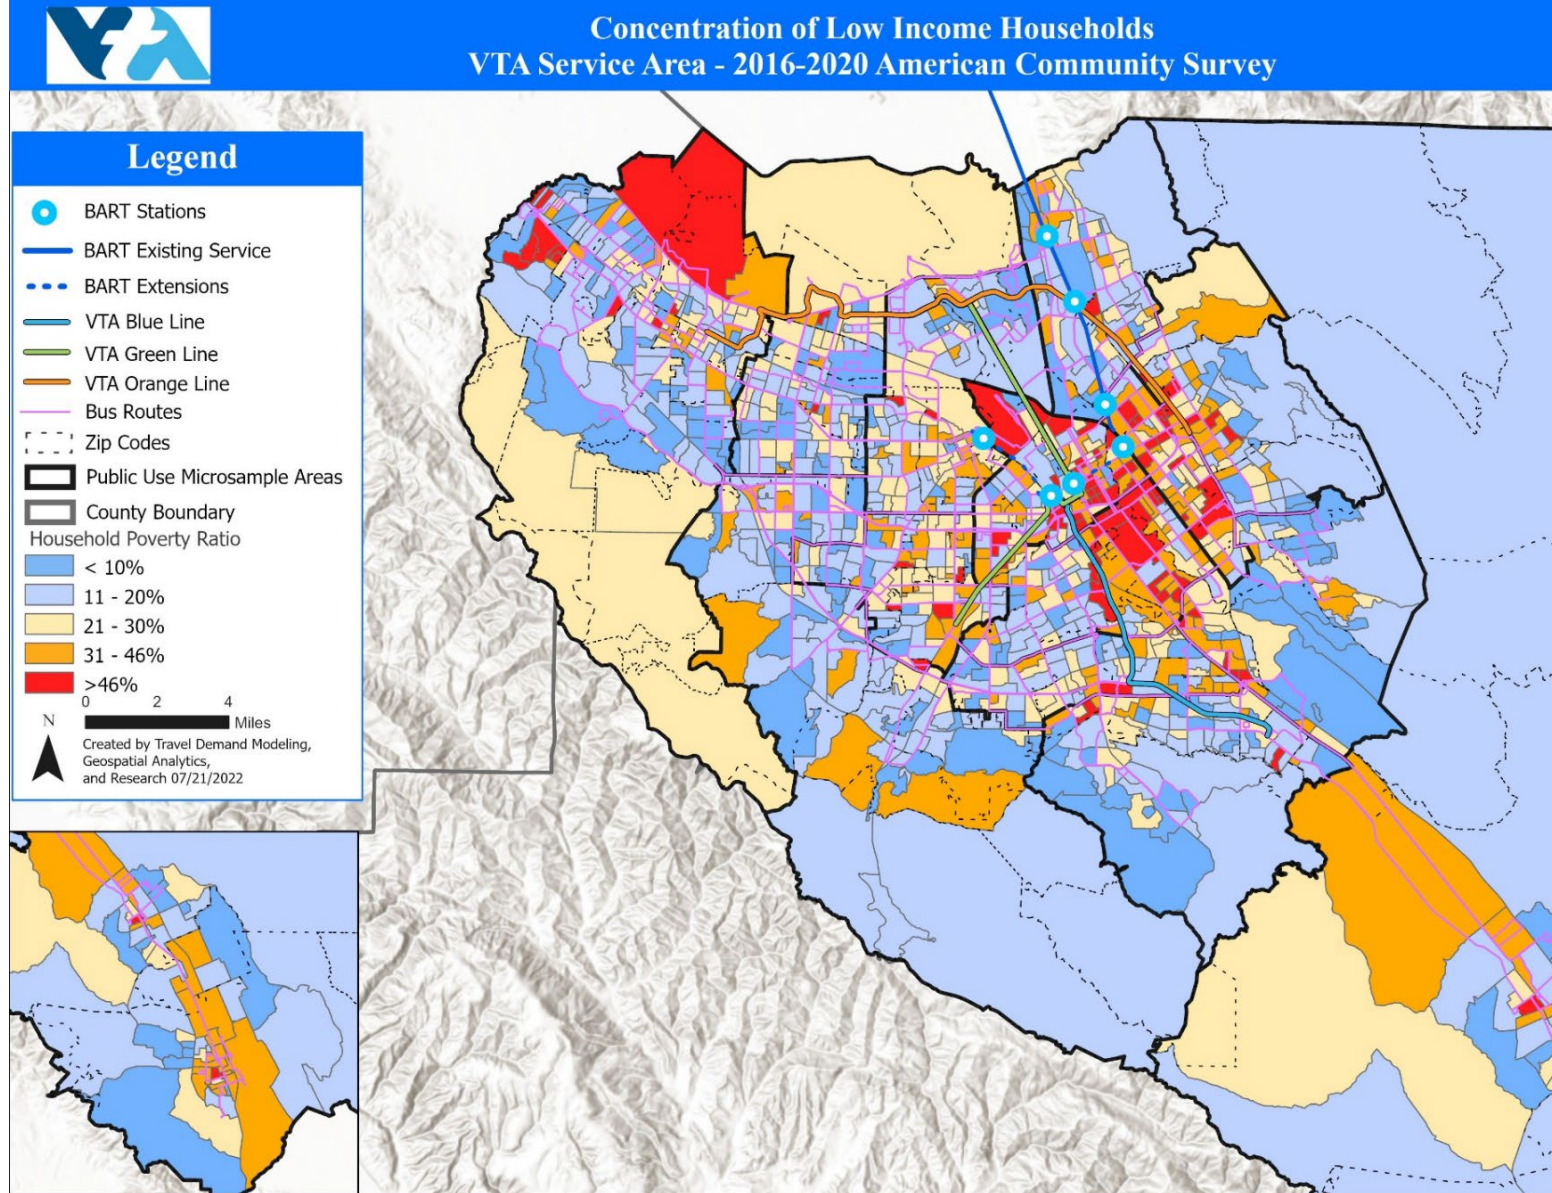 VTA
Concentration of Low Income Households
VTA Service Area - 2016-2020 American Community Survey
Legend
BART Stations
BART Existing Service
BART Extensions
VTA Blue Line
VTA Green Line
VTA Orange Line
Bus Routes
Zip Codes
Public Use Microsample Areas
County Boundary
Household Poverty Ratio
< 10%
11 - 20%
21 - 30%
31 - 46%
>46%
0 2 4
Miles
N
Created by Travel Demand Modeling,
Geospatial Analytics,
and Research 07/21/2022